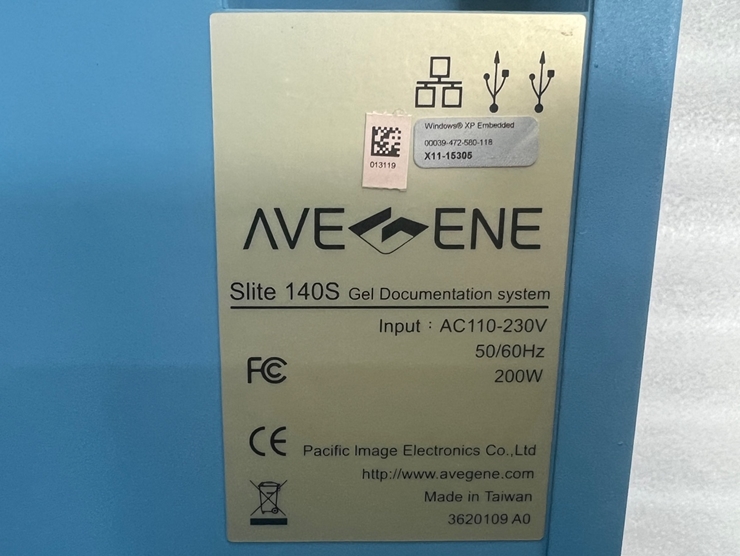 Windows® XP Embedded
00039-472-580-118
X11-15305
013119
AVEGENE
Slite 140S Gel Documentation system
Input : AC110-230V
50/60Hz
200W
FC
CE
Pacific Image Electronics Co.,Ltd
http://www.avegene.com
Made in Taiwan
3620109 A0